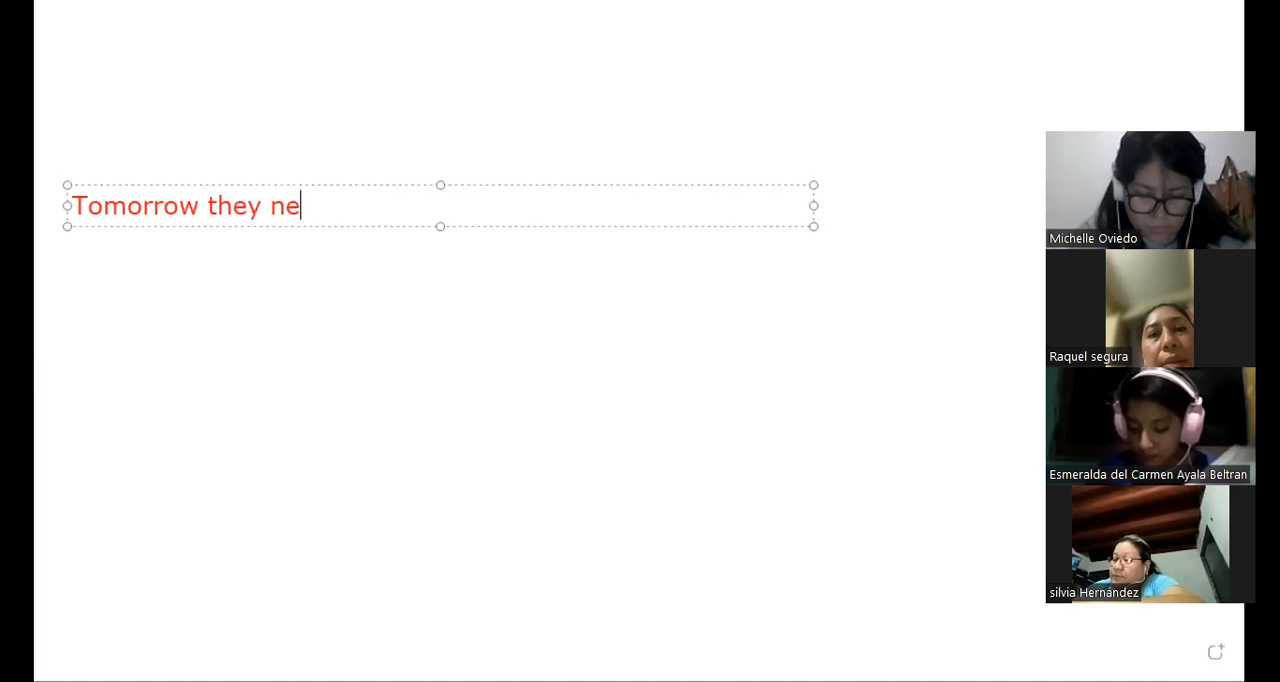 Tomorrow they ne
Michelle Oviedo
Raquel segura
Esmeralda del Carmen Ayala Beltran
silvia Hernández